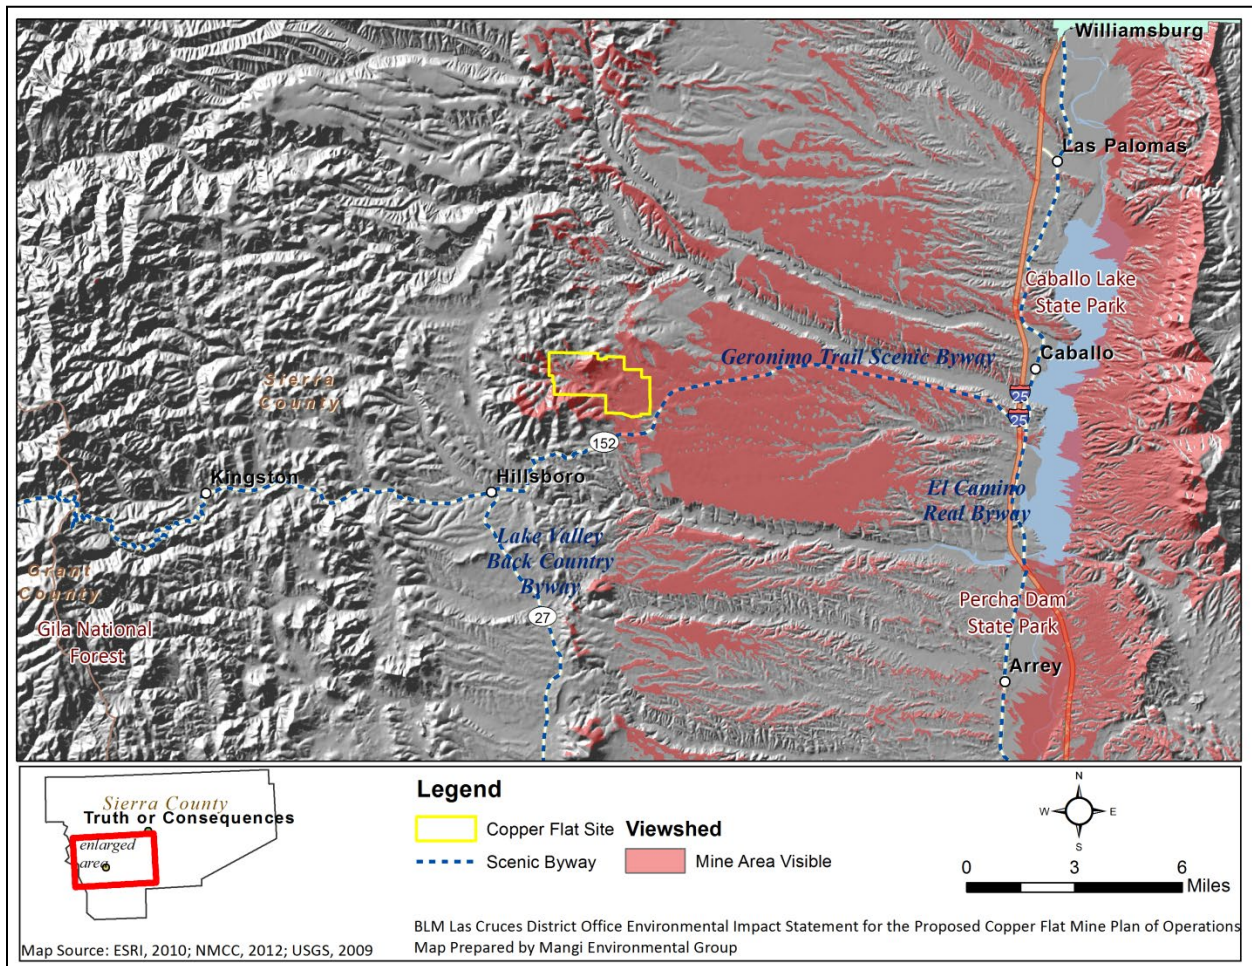 Williamsburg
Las Palomas
Caballo Lake
State Park
Caballo
Geronimo Trail Scenic Byway
25
25
Sierra
County
152
Kingston
Hillsboro
El Camino
Real Byway
Lake Valley
Back Country
Byway
Grant
County
27
Percha Dam
State Park
Gila National
Forest
Arrey
Sierra County
Truth or Consequences
enlarged
area
Map Source: ESRI, 2010; NMCC, 2012; USGS, 2009
Legend
Copper Flat Site
Scenic Byway
Viewshed
Mine Area Visible
N
W
E
S
0 3 6
Miles
BLM Las Cruces District Office Environmental Impact Statement for the Proposed Copper Flat Mine Plan of Operations
Map Prepared by Mangi Environmental Group